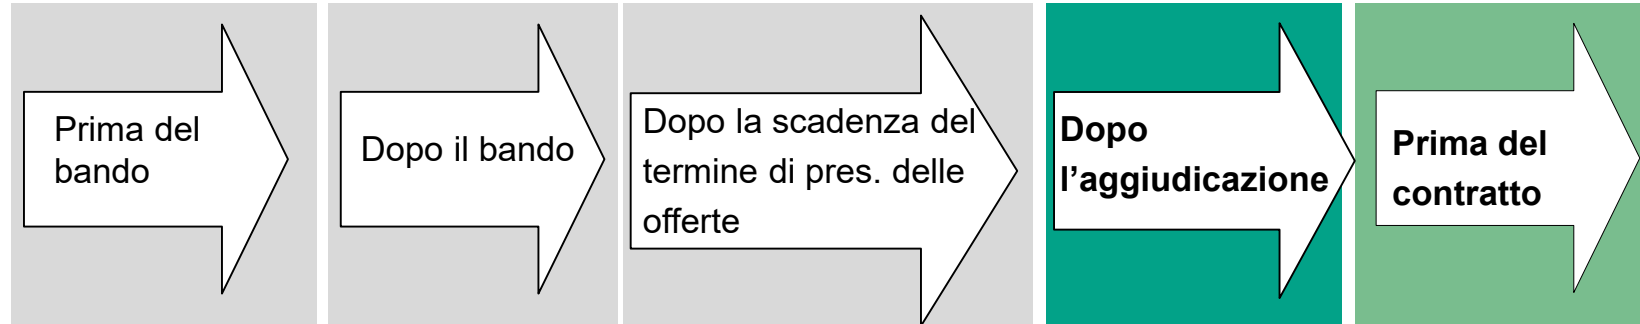 Prima del
bando
Dopo il bando
Dopo la scadenza del
termine di pres. delle
offerte
Dopo
l’aggiudicazione
Prima del
contratto